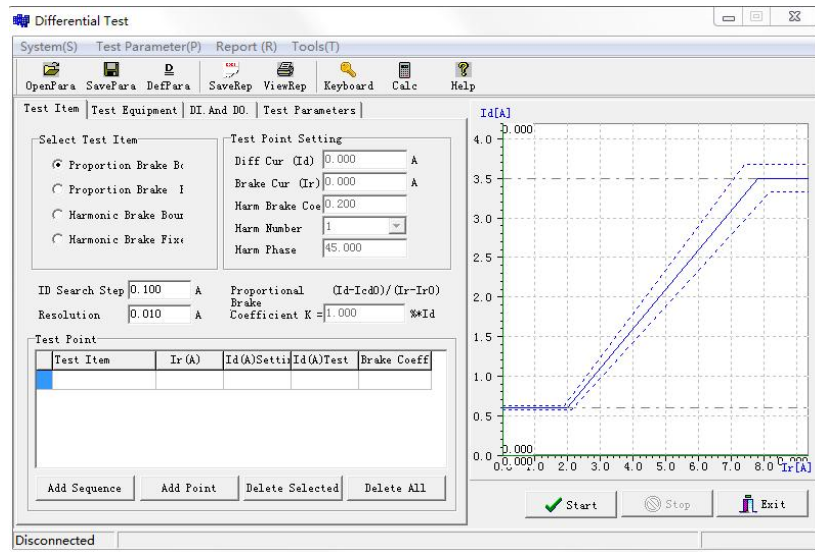 Differential Test
System(S) Test Parameter(P) Report (R) Tools(T)
OpenPara SavePara DefPara SaveRep ViewRep Keyboard Calc Help
Test Item Test Equipment DI.And DO. Test Parameters
Select Test Item
Proportion Brake Bo
Proportion Brake
Harmonic Brake Bour
Harmonic Brake Fixe
Test Point Setting
Diff Cur (Id) 0.000 A
Brake Cur (Ir) 0.000 A
Harm Brake Coe 0.200
Harm Number 1
Harm Phase 45.000
ID Search Step 0.100 A
Resolution 0.010 A
Proportional (Id-Icd0)/(Ir-Ir0)
Brake
Coefficient K = 1.000 %*Id
Test Point
Test Item Ir(A) Id(A)Settin Id(A)Test Brake Coeff
Add Sequence Add Point Delete Selected Delete All
Id[A]
0.000
4.0
3.5
3.0
2.5
2.0
1.5
1.0
0.5
0.000
0.0
0.000
1.0 2.0 3.0 4.0 5.0 6.0 7.0 8.0 Ir[A]
Start Stop Exit
Disconnected